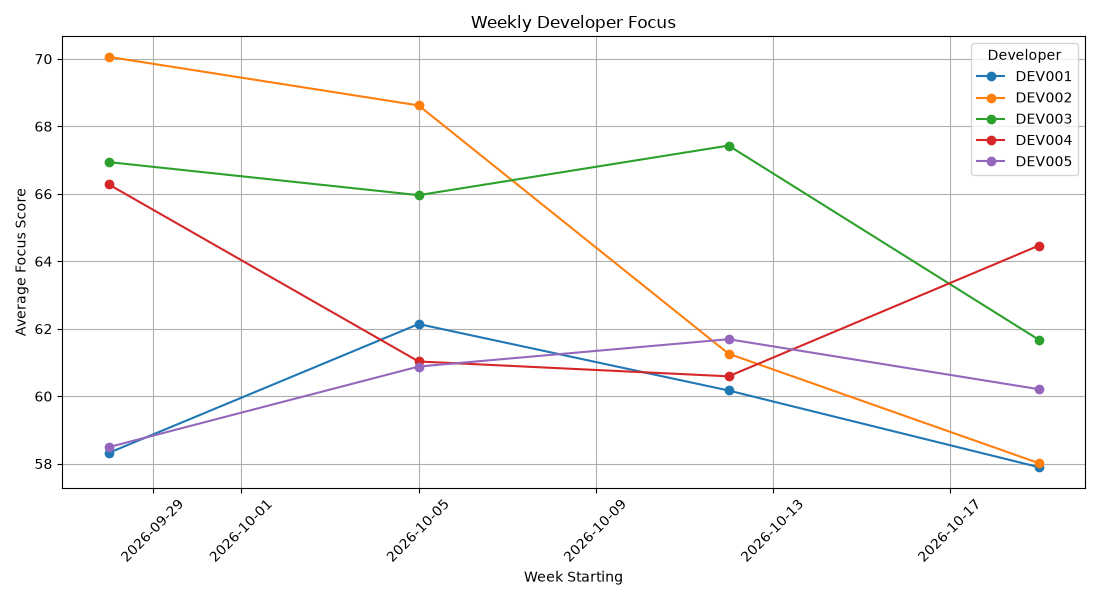 Weekly Developer Focus
Average Focus Score
70
68
66
64
62
60
58
Developer
DEV001
DEV002
DEV003
DEV004
DEV005
2026-09-29
2026-10-01
2026-10-05
2026-10-09
2026-10-13
2026-10-17
Week Starting